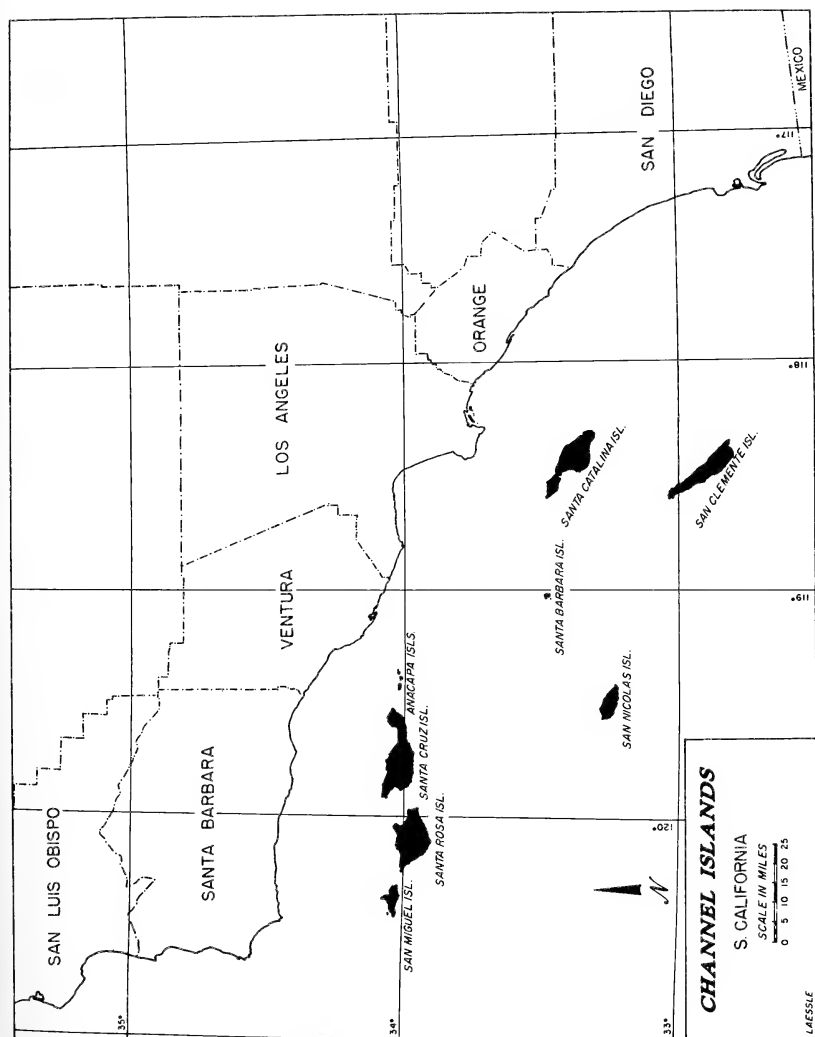 SAN LUIS OBISPO
SANTA BARBARA
VENTURA
LOS ANGELES
ORANGE
SAN DIEGO
MEXICO
35°
34°
33°
120°
119°
118°
117°
SAN MIGUEL ISL.
SANTA ROSA ISL.
SANTA CRUZ ISL.
ANACAPA ISLS.
SANTA BARBARA ISL.
SAN NICOLAS ISL.
SANTA CATALINA ISL.
SAN CLEMENTE ISL.
N
CHANNEL ISLANDS
S. CALIFORNIA
SCALE IN MILES
0 5 10 15 20 25
LAESSLE